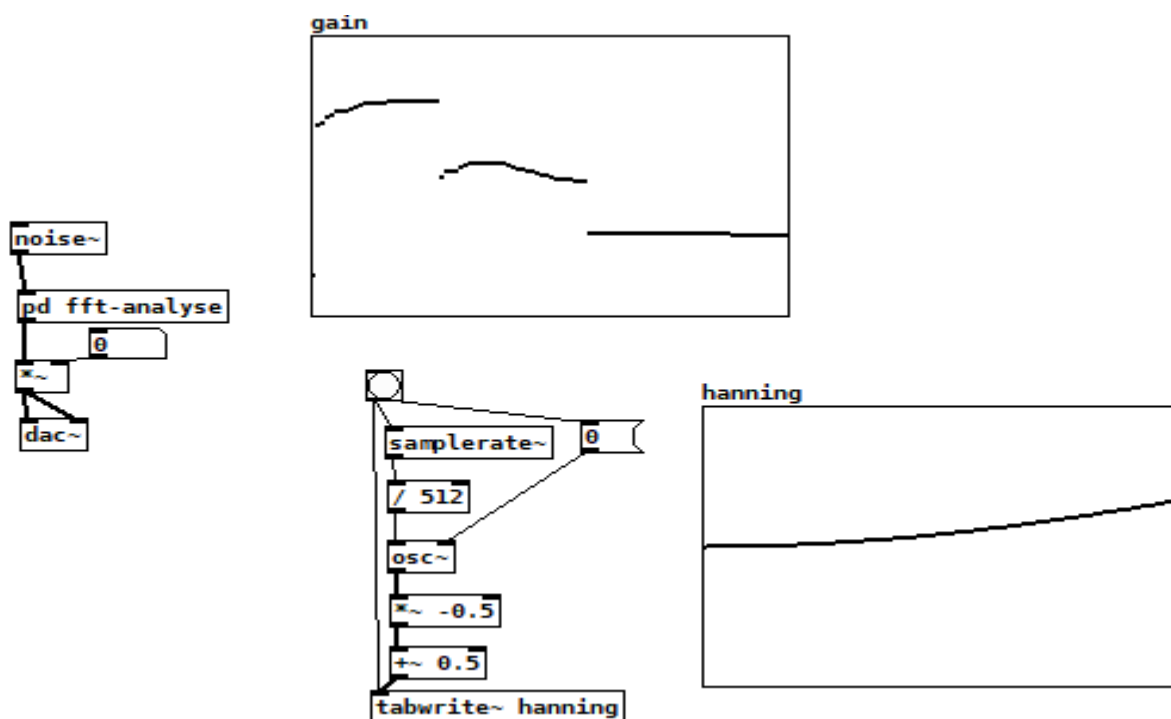 gain
noise~
pd fft-analyse
0
*~
dac~
hanning
samplerate~
0
/ 512
osc~
*~ -0.5
+~ 0.5
tabwrite~ hanning